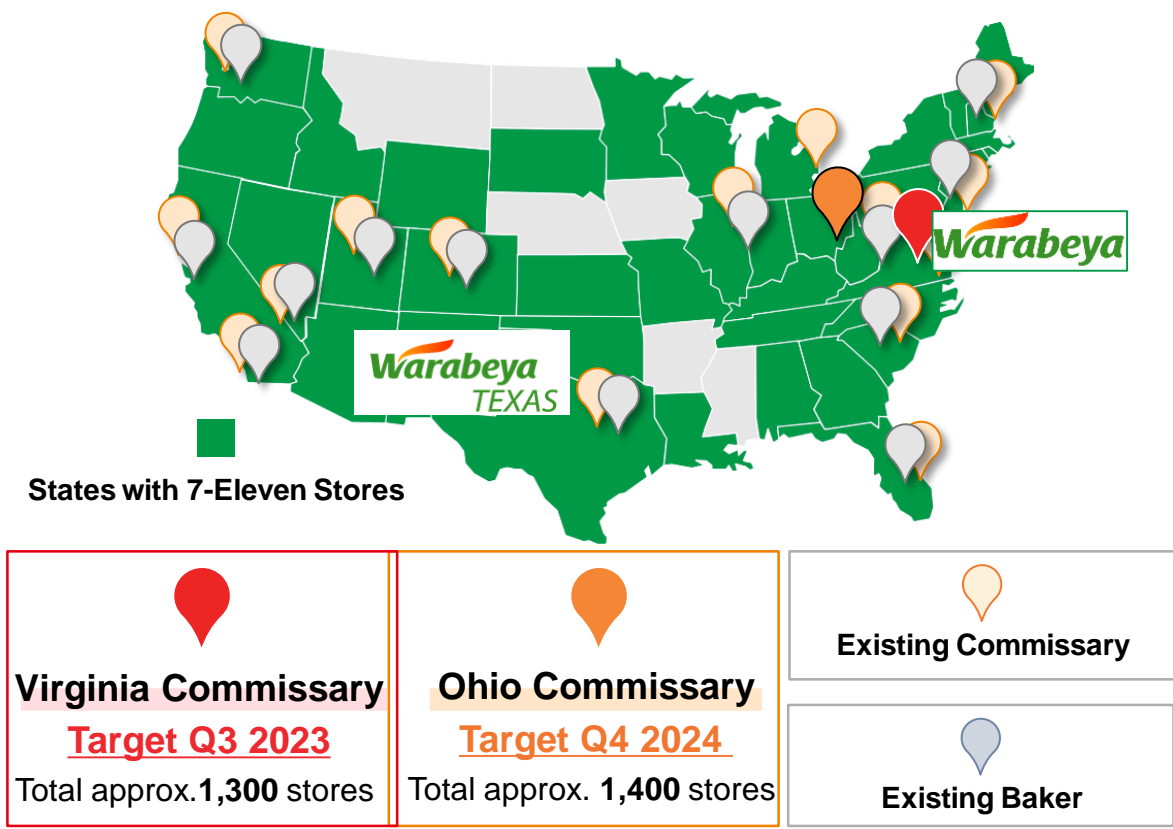 Warabeya
Warabeya
TEXAS
States with 7-Eleven Stores
Virginia Commissary
Target Q3 2023
Total approx.1,300 stores
Ohio Commissary
Target Q4 2024
Total approx. 1,400 stores
Existing Commissary
Existing Baker